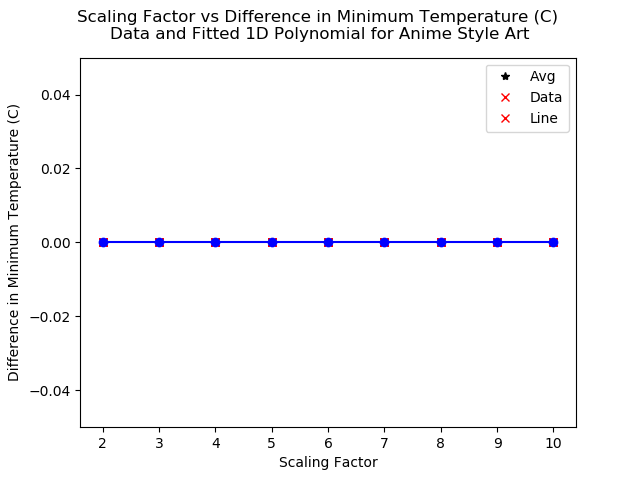 Scaling Factor vs Difference in Minimum Temperature (C)
Data and Fitted 1D Polynomial for Anime Style Art
Avg
Data
Line
Difference in Minimum Temperature (C)
0.04
0.02
0.00
−0.02
−0.04
2 3 4 5 6 7 8 9 10
Scaling Factor